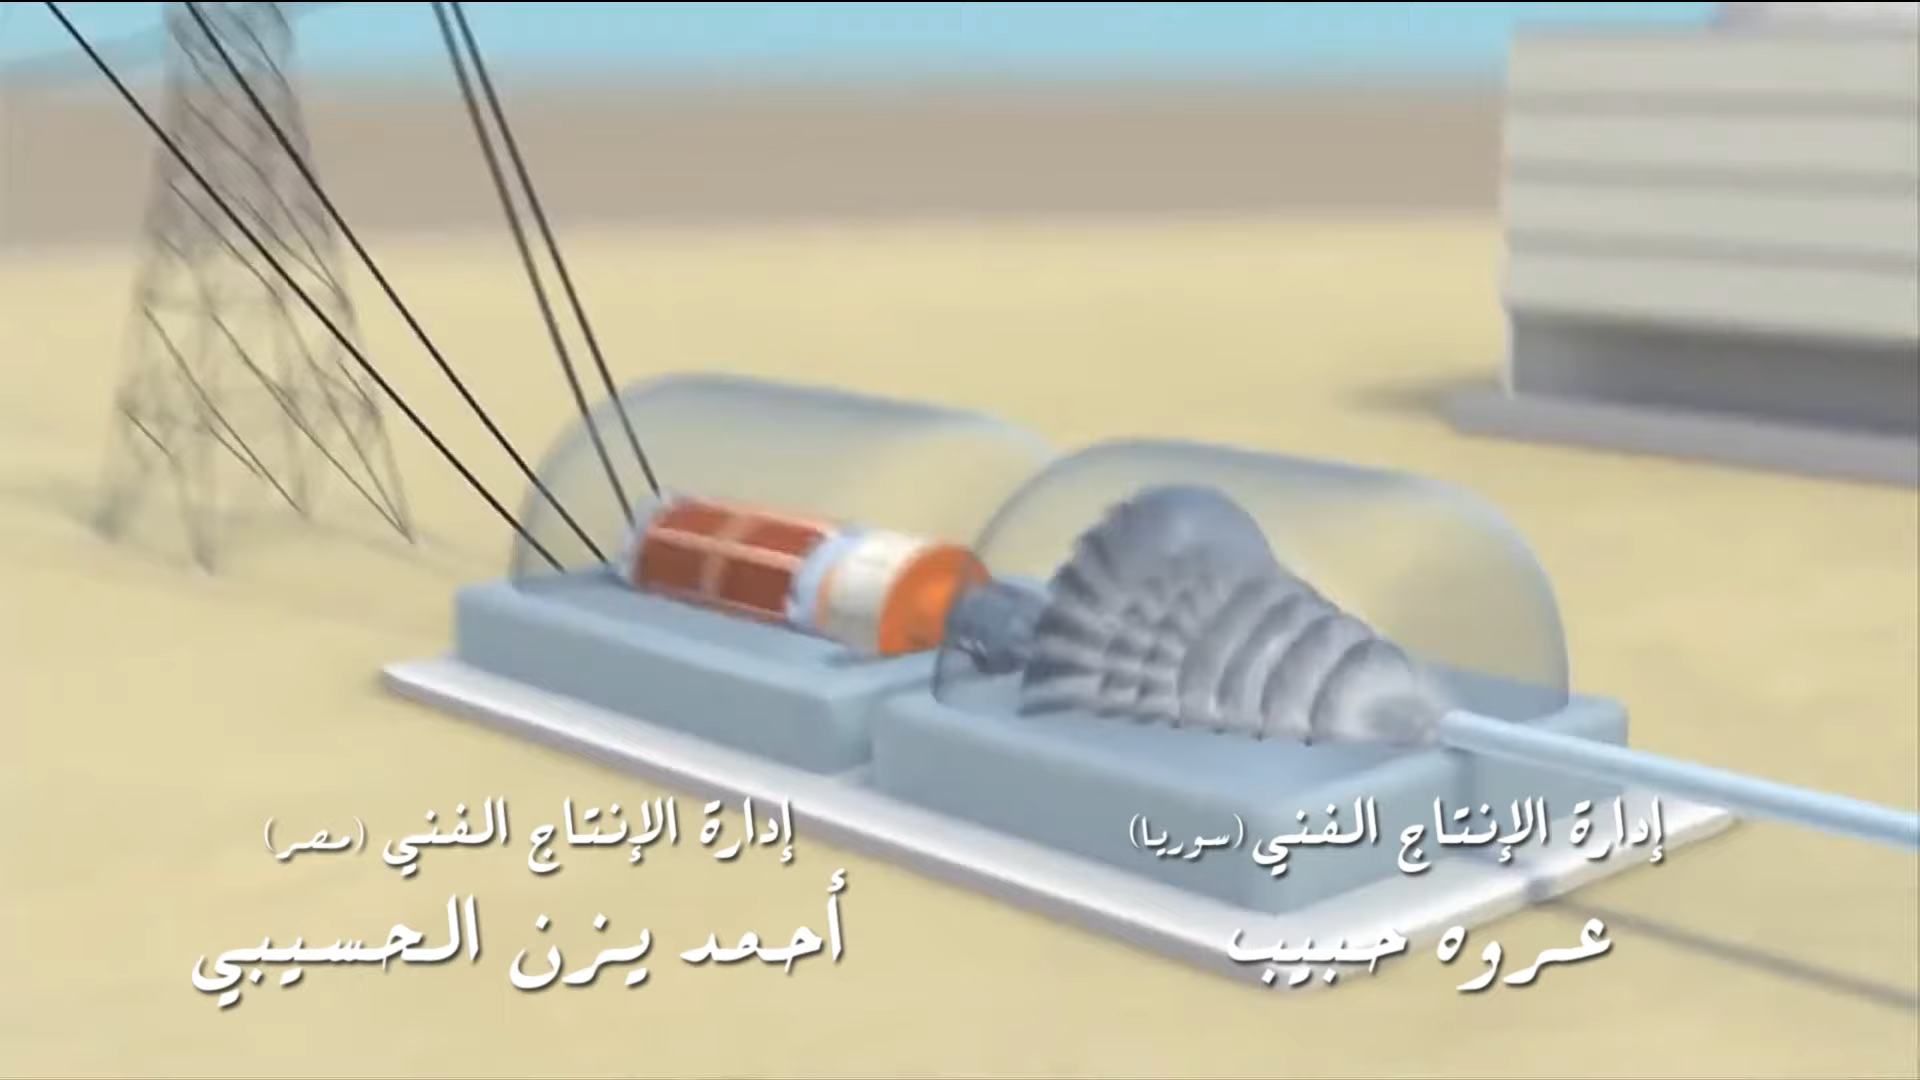 إدارة الإنتاج الفني (سوريا)
عروه حبيب
إدارة الإنتاج الفني (مصر)
أحمد يزن الحسيبي